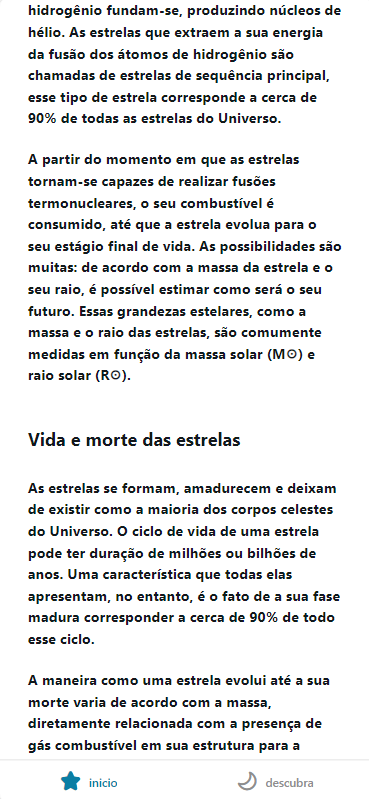 hidrogênio fundam-se, produzindo núcleos de
hélio. As estrelas que extraem a sua energia
da fusão dos átomos de hidrogênio são
chamadas de estrelas de sequência principal,
esse tipo de estrela corresponde a cerca de
90% de todas as estrelas do Universo.
A partir do momento em que as estrelas
tornam-se capazes de realizar fusões
termonucleares, o seu combustível é
consumido, até que a estrela evolua para o
seu estágio final de vida. As possibilidades são
muitas: de acordo com a massa da estrela e o
seu raio, é possível estimar como será o seu
futuro. Essas grandezas estelares, como a
massa e o raio das estrelas, são comumente
medidas em função da massa solar (M⊙) e
raio solar (R⊙).
Vida e morte das estrelas
As estrelas se formam, amadurecem e deixam
de existir como a maioria dos corpos celestes
do Universo. O ciclo de vida de uma estrela
pode ter duração de milhões ou bilhões de
anos. Uma característica que todas elas
apresentam, no entanto, é o fato de a sua fase
madura corresponder a cerca de 90% de todo
esse ciclo.
A maneira como uma estrela evolui até a sua
morte varia de acordo com a massa,
diretamente relacionada com a presença de
gás combustível em sua estrutura para a
inicio
descubra